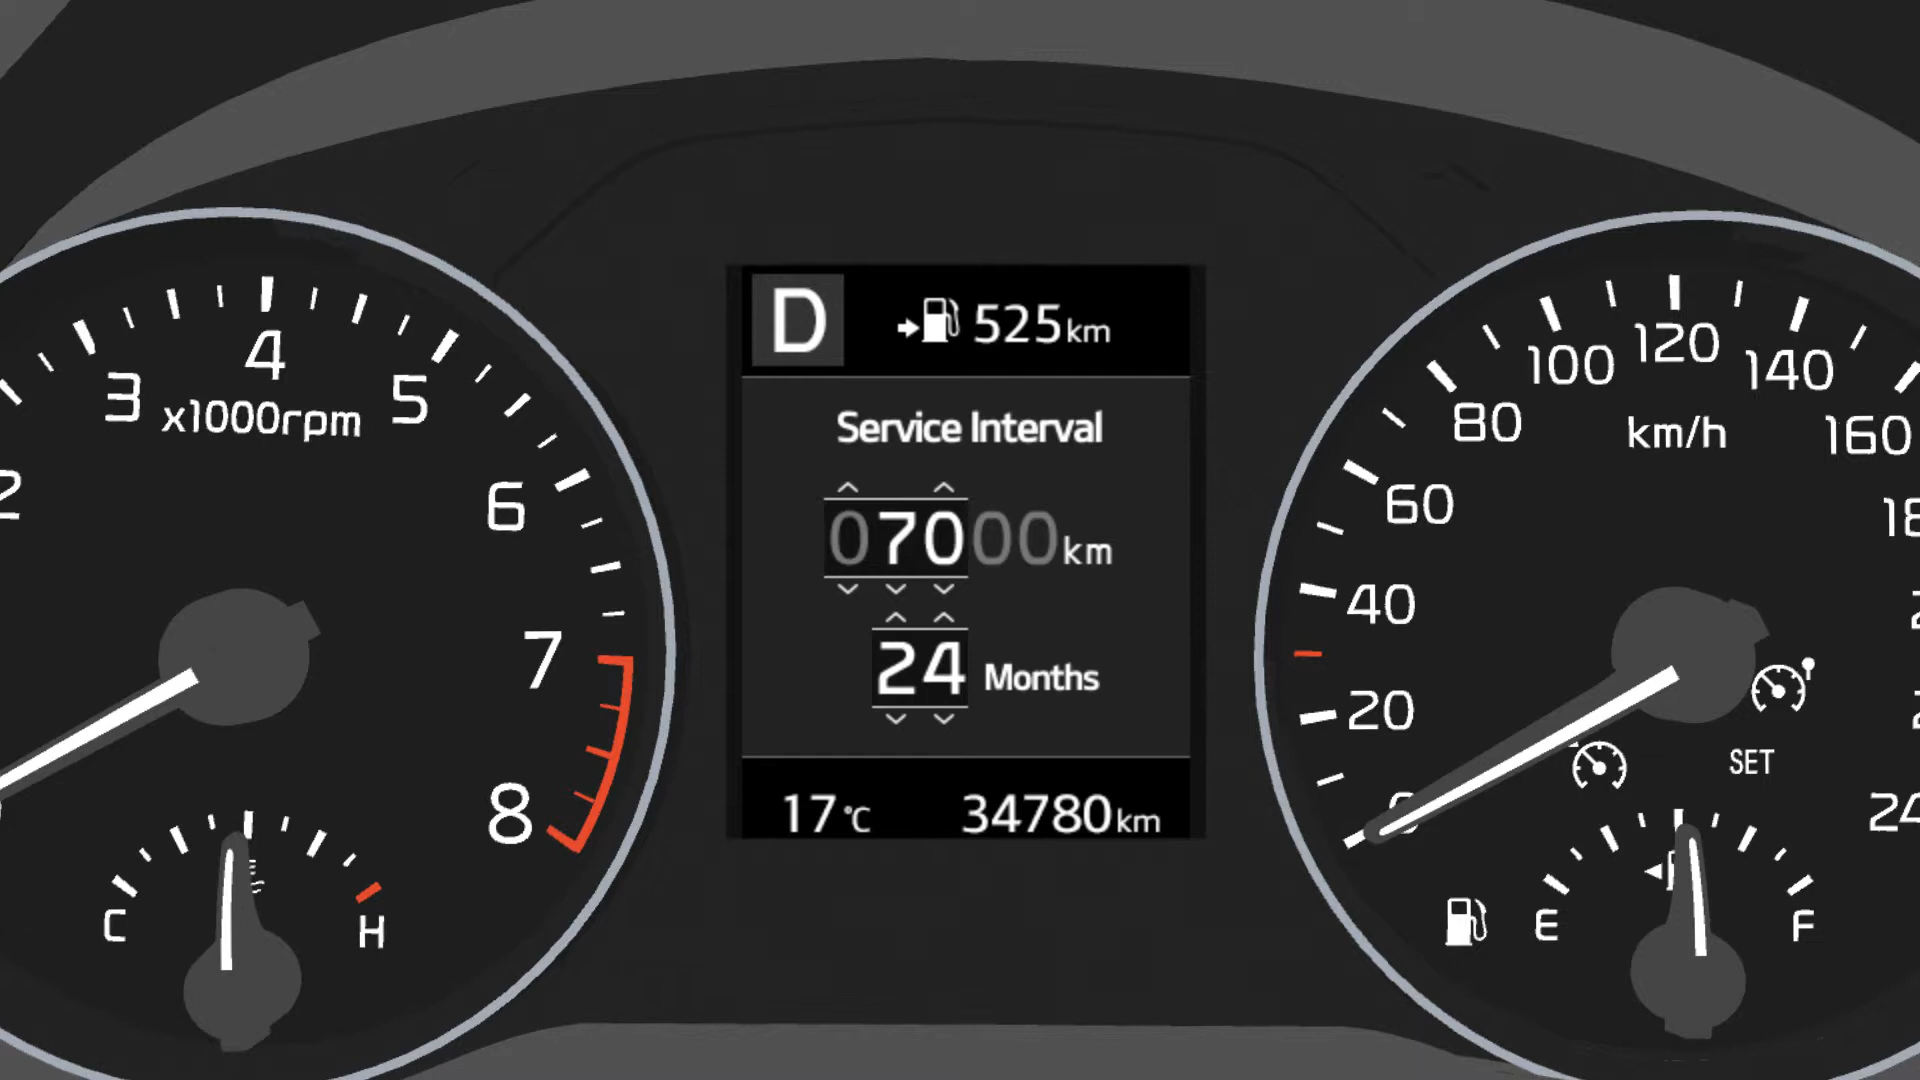 D
525km
Service Interval
07000km
24 Months
17°C
34780km
2
3
4
5
6
7
8
x1000rpm
C
H
20
40
60
80
100
120
140
160
km/h
SET
E
F